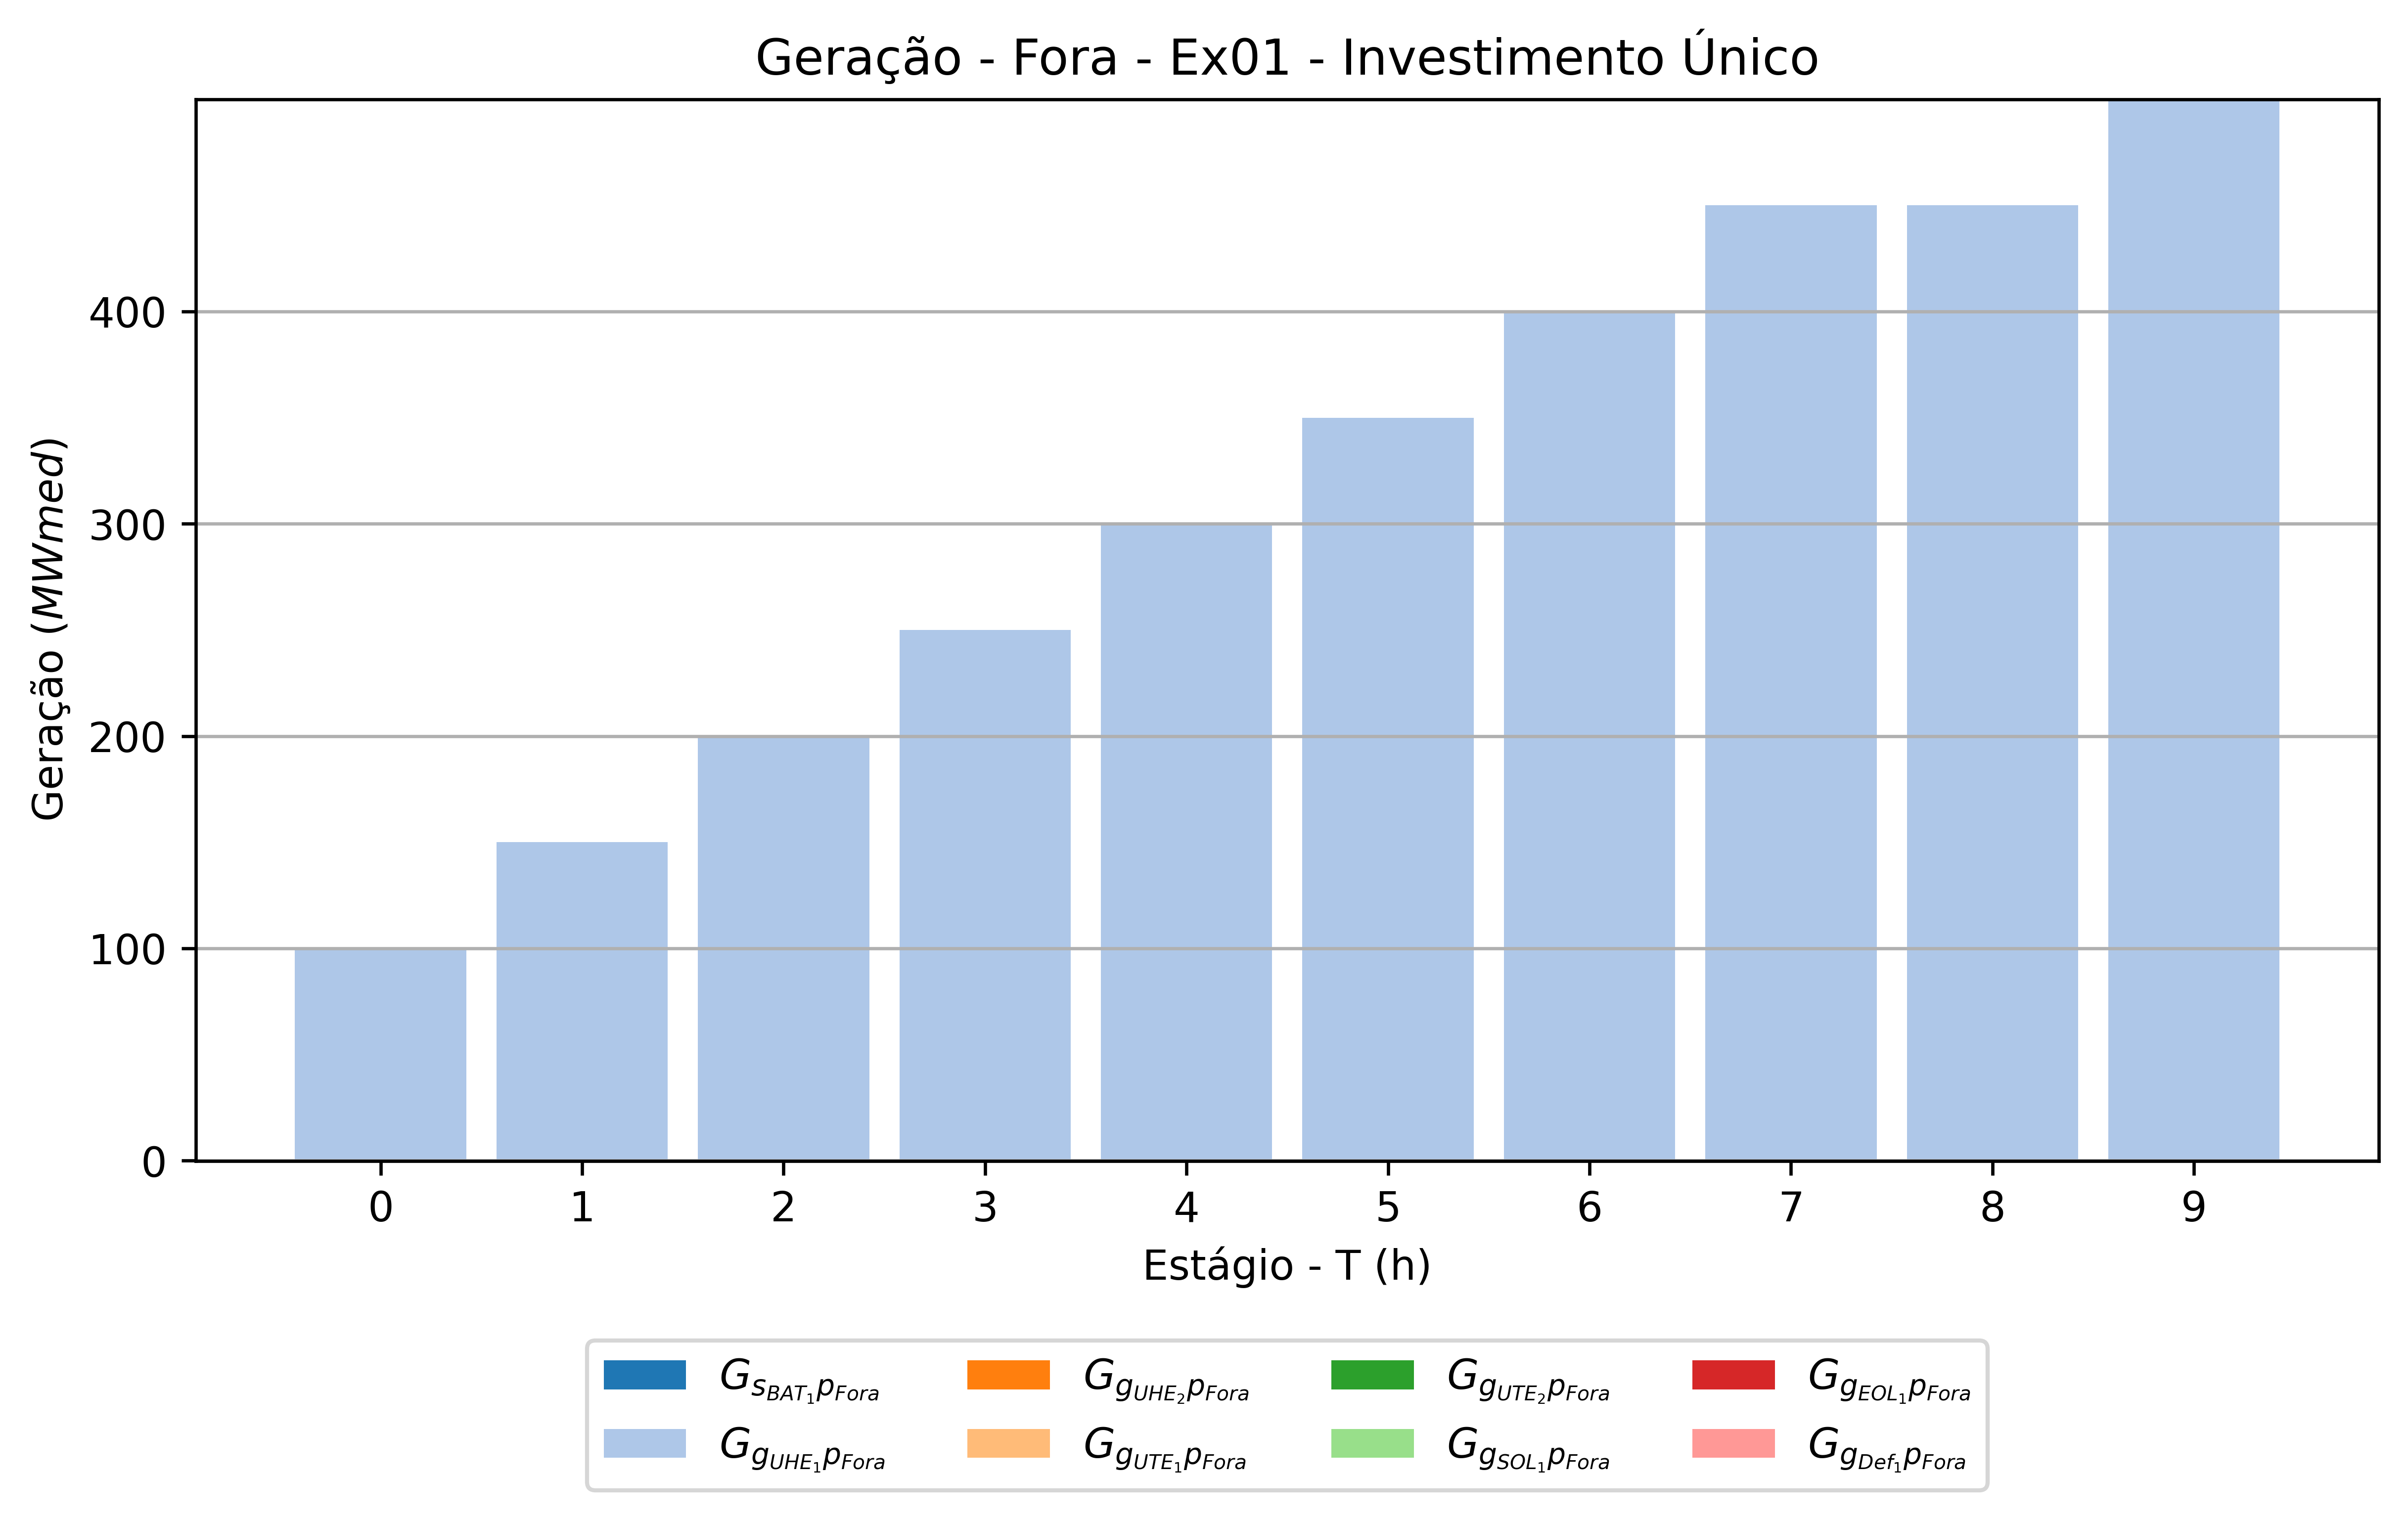 Geração - Fora - Ex01 - Investimento Único
Geração (MWmed)
400
300
200
100
0
0 1 2 3 4 5 6 7 8 9
Estágio - T (h)
G_{s_{BAT_1}p_{Fora}} G_{g_{UHE_2}p_{Fora}} G_{g_{UTE_2}p_{Fora}} G_{g_{EOL_1}p_{Fora}}
G_{g_{UHE_1}p_{Fora}} G_{g_{UTE_1}p_{Fora}} G_{g_{SOL_1}p_{Fora}} G_{g_{Def_1}p_{Fora}}